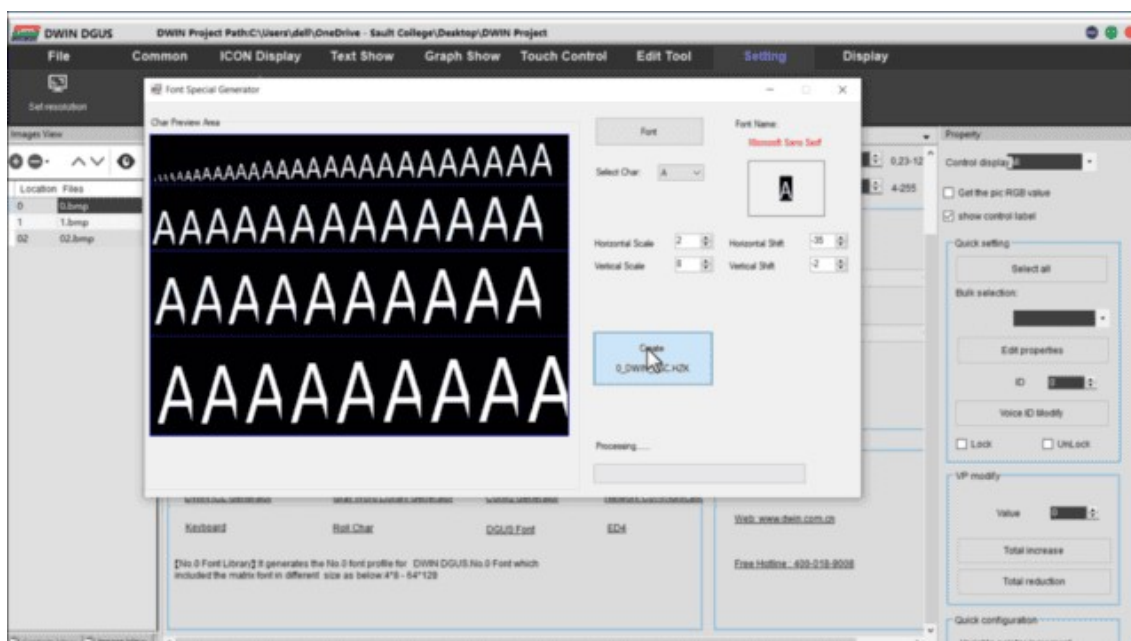 DWIN DGUS DWIN Project Path:C:\Users\dell\OneDrive - Sault College\Desktop\DWIN Project
File Common ICON Display Text Show Graph Show Touch Control Edit Tool Setting Display
Set resolution
Images View
Location Files
0 0.bmp
1 1.bmp
02 02.bmp
Font Special Generator
Char Preview Area
AAAAAAAAAAA
AAAAAAAAAA
Font
Font Name:
Microsoft Sans Serif
Select Char: A
A
Horizontal Scale 2 Horizontal Shift -35
Vertical Scale 8 Vertical Shift -2
Create
Processing.....
Keyboard Roll Char DGUS Font ED4
[No.0 Font Library] It generates the No.0 font profile for DWIN DGUS.No.0 Font which
included the matrix font in different size as below:4*8 - 64*128
Web: www.dwin.com.cn
Free Hotline : 400-018-9008
0.23-12
4-255
Property
Control display
Get the pic RGB value
show control label
Quick setting
Select all
Bulk selection:
Edit properties
ID 0
Voice ID Modify
Lock UnLock
VP modify
Value 0
Total increase
Total reduction
Quick configuration